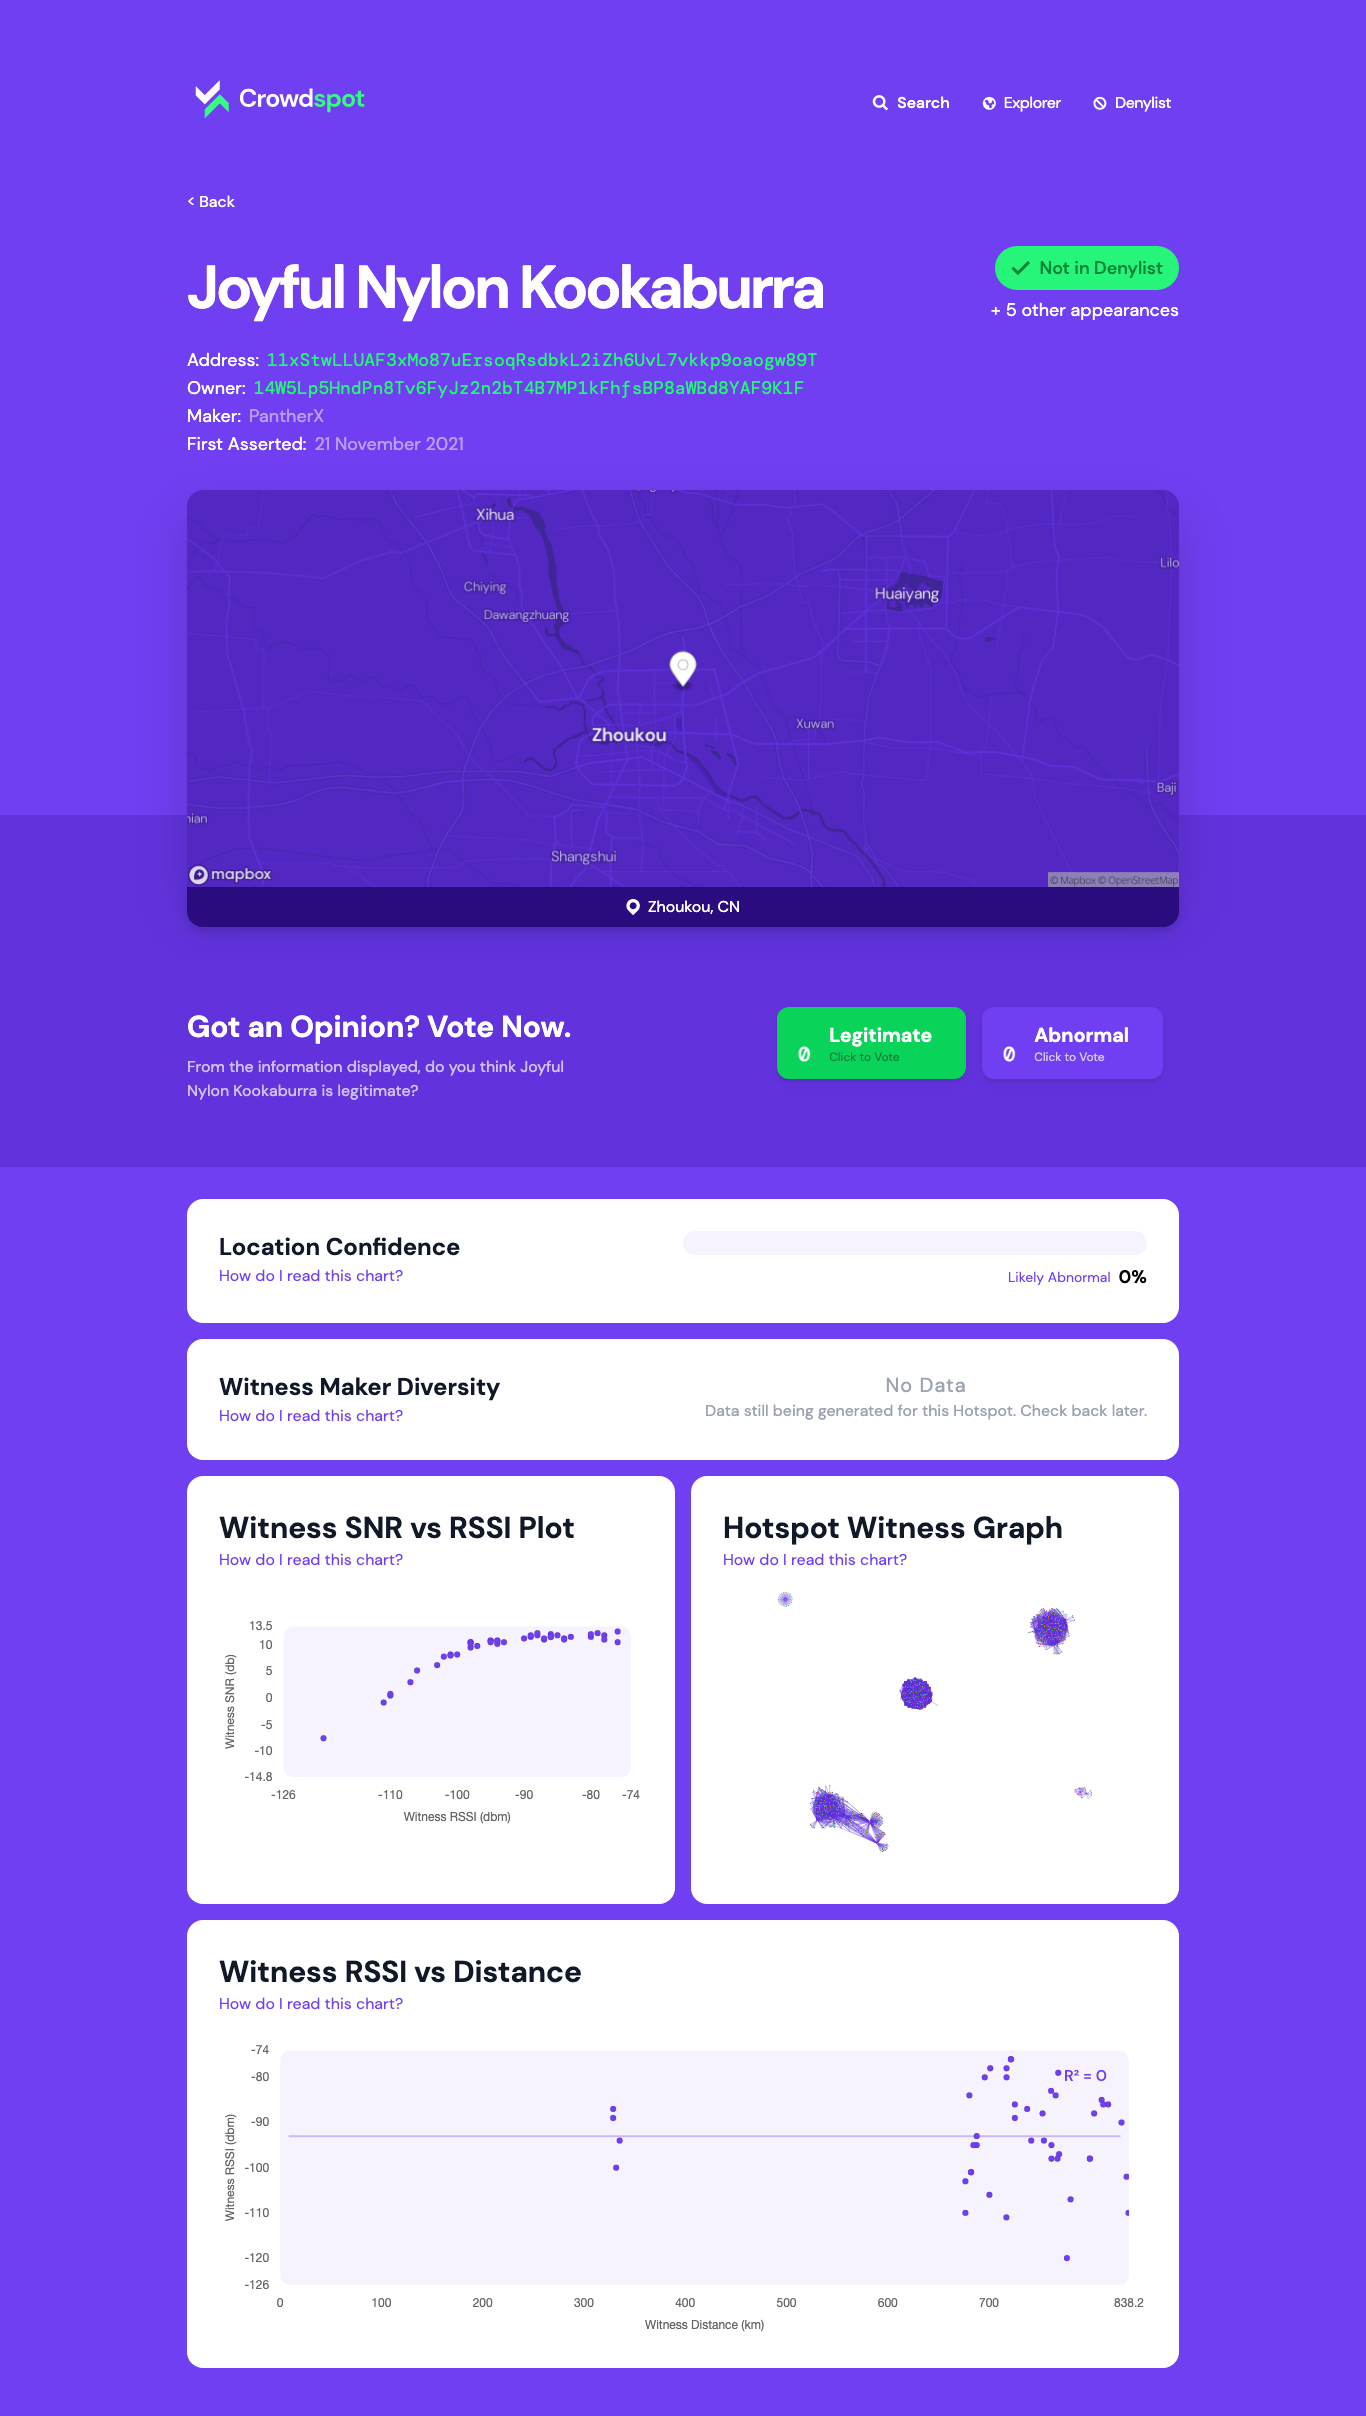 Crowdspot
Search Explorer Denylist
< Back
Joyful Nylon Kookaburra
Not in Denylist
+ 5 other appearances
Address: 11xStwLLUAF3xMo87uErsoqRsdbkL2iZh6UvL7vkkp9oaogw89T
Owner: 14W5Lp5HndPn8Tv6FyJz2n2bT4B7MP1kFhfsBP8aWBd8YAF9K1F
Maker: PantherX
First Asserted: 21 November 2021
Xihua
Lilo
Chiying
Huaiyang
Dawangzhuang
Xuwan
Zhoukou
Baji
Shangshui
mapbox
© Mapbox © OpenStreetMap
Zhoukou, CN
Got an Opinion? Vote Now.
From the information displayed, do you think Joyful
Nylon Kookaburra is legitimate?
0 Legitimate
Click to Vote
0 Abnormal
Click to Vote
Location Confidence
How do I read this chart?
Likely Abnormal 0%
Witness Maker Diversity
How do I read this chart?
No Data
Data still being generated for this Hotspot. Check back later.
Witness SNR vs RSSI Plot
How do I read this chart?
Witness SNR (db)
13.5
10
5
0
-5
-10
-14.8
-126 -110 -100 -90 -80 -74
Witness RSSI (dbm)
Hotspot Witness Graph
How do I read this chart?
Witness RSSI vs Distance
How do I read this chart?
Witness RSSI (dbm)
-74
-80
-90
-100
-110
-120
-126
R² = 0
0 100 200 300 400 500 600 700 838.2
Witness Distance (km)